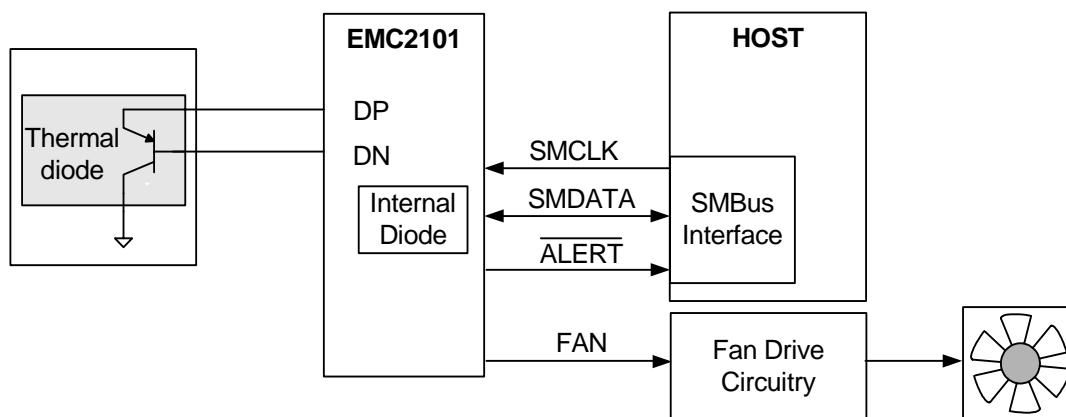 EMC2101
HOST
DP
Thermal
diode
DN
SMCLK
Internal
Diode
SMDATA
SMBus
Interface
ALERT
FAN
Fan Drive
Circuitry